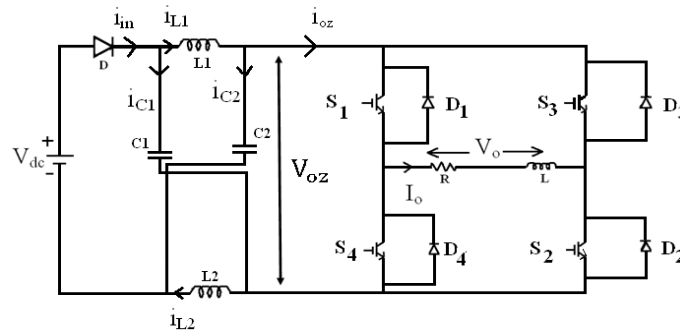 i_in
i_L1
i_oz
D
L1
i_C1
i_C2
C1
C2
S_1
D_1
S_3
D_3
V_dc
+
-
V_oz
V_o
I_o
R
L
S_4
D_4
S_2
D_2
L2
i_L2